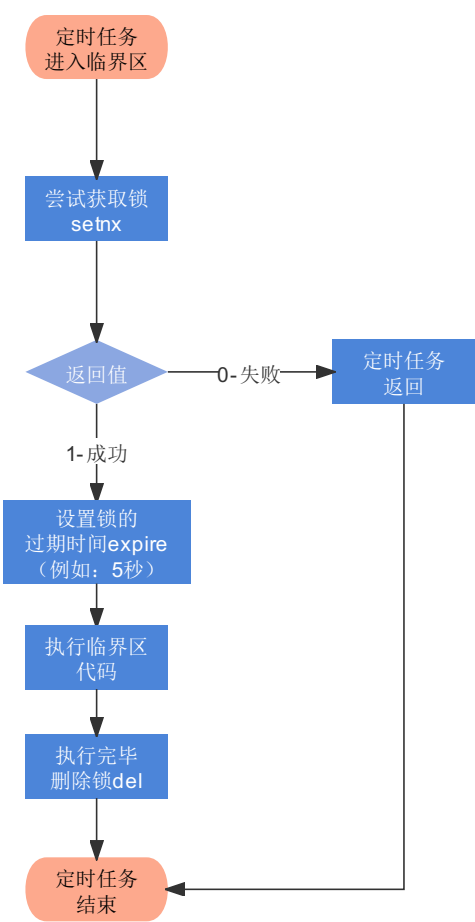 定时任务
进入临界区
尝试获取锁
setnx
返回值
0-失败
定时任务
返回
1-成功
设置锁的
过期时间expire
（例如：5秒）
执行临界区
代码
执行完毕
删除锁del
定时任务
结束